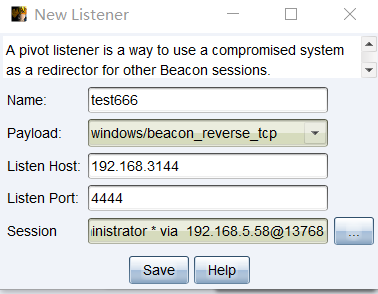 New Listener
A pivot listener is a way to use a compromised system
as a redirector for other Beacon sessions.
Name: test666
Payload: windows/beacon_reverse_tcp
Listen Host: 192.168.3144
Listen Port: 4444
Session inistrator * via 192.168.5.58@13768 ...
Save Help